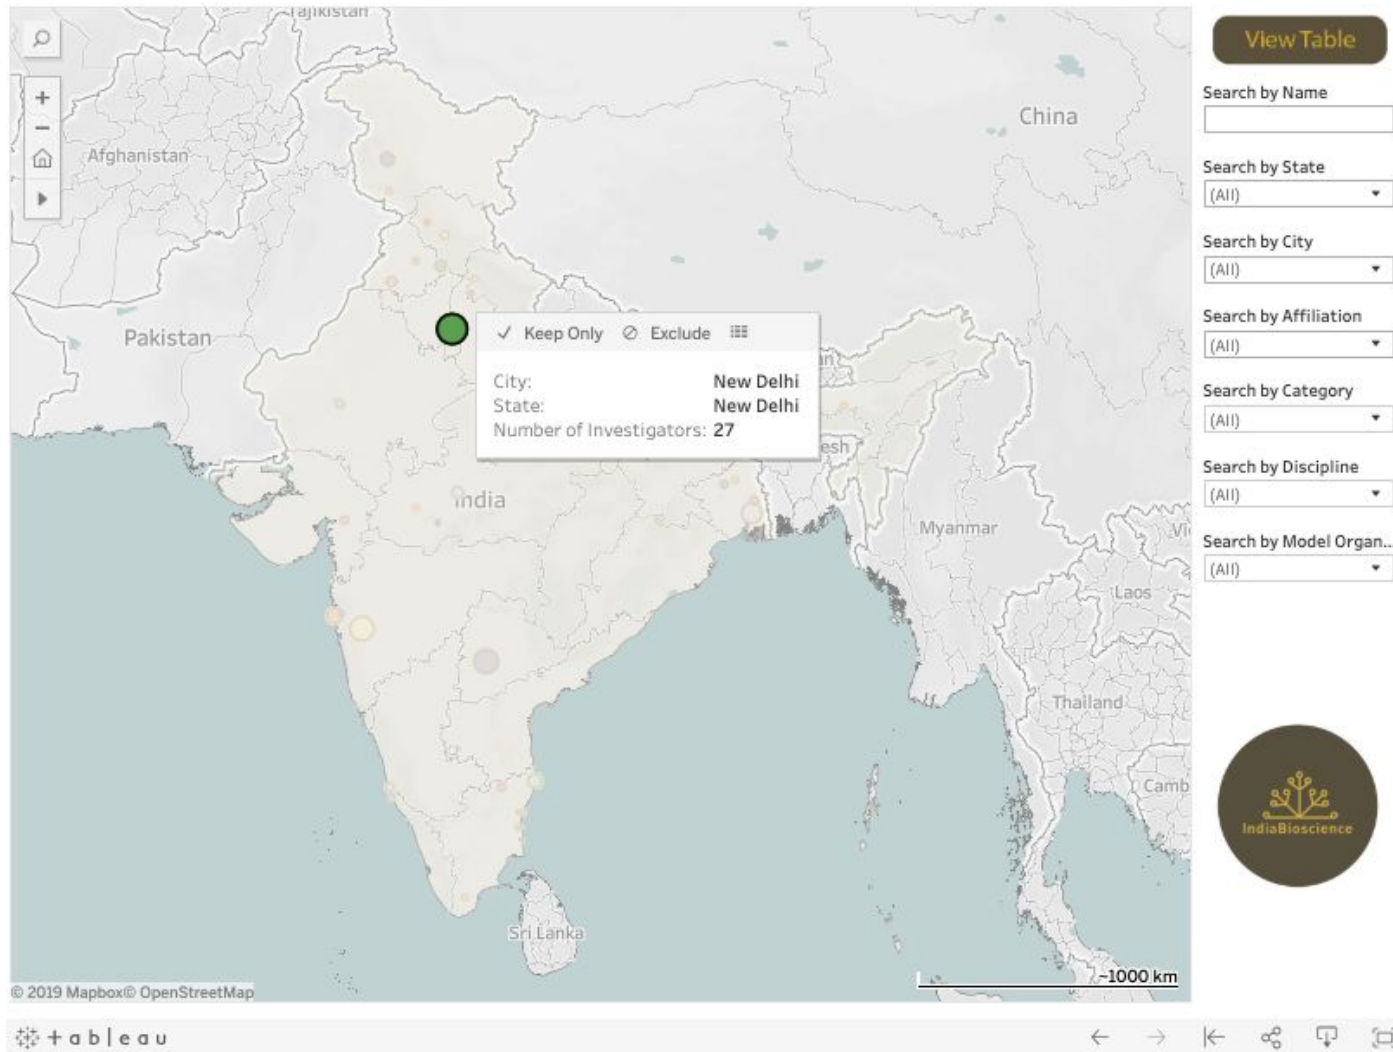 Tajikistan
View Table
Search by Name
China
Afghanistan
Search by State
(All)
Search by City
(All)
Search by Affiliation
(All)
Pakistan
Keep Only
Exclude
City: New Delhi
State: New Delhi
Number of Investigators: 27
esh
Search by Category
(All)
Search by Discipline
(All)
India
Myanmar
Search by Model Organ...
(All)
Laos
Thailand
Camb
IndiaBioscience
Sri Lanka
~1000 km
© 2019 Mapbox© OpenStreetMap
+ableau